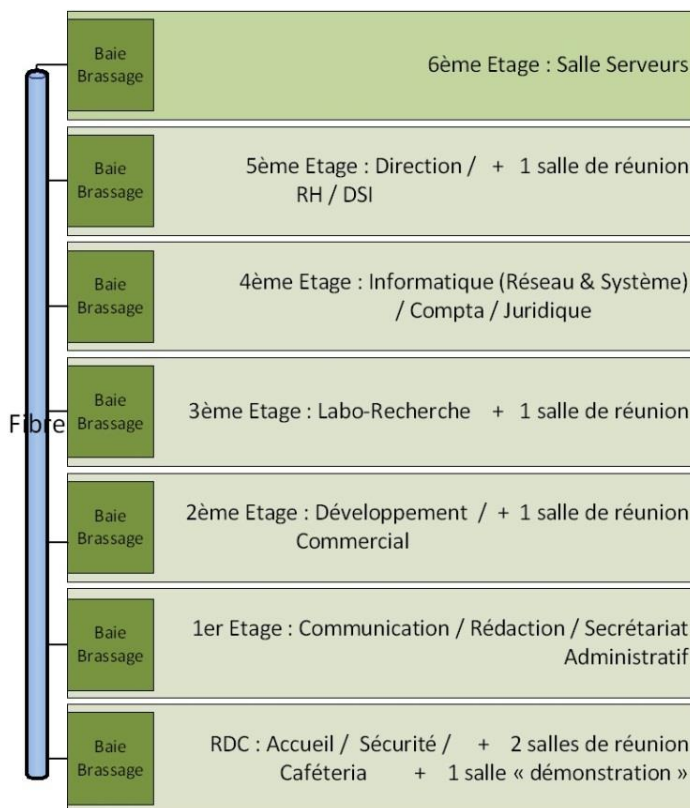 Baie
Brassage
6ème Etage : Salle Serveurs
Baie
Brassage
5ème Etage : Direction / + 1 salle de réunion
RH / DSI
Baie
Brassage
4ème Etage : Informatique (Réseau & Système)
/ Compta / Juridique
Fibre
Baie
Brassage
3ème Etage : Labo-Recherche + 1 salle de réunion
Baie
Brassage
2ème Etage : Développement / + 1 salle de réunion
Commercial
Baie
Brassage
1er Etage : Communication / Rédaction / Secrétariat
Administratif
Baie
Brassage
RDC : Accueil / Sécurité / + 2 salles de réunion
Caféteria + 1 salle « démonstration »